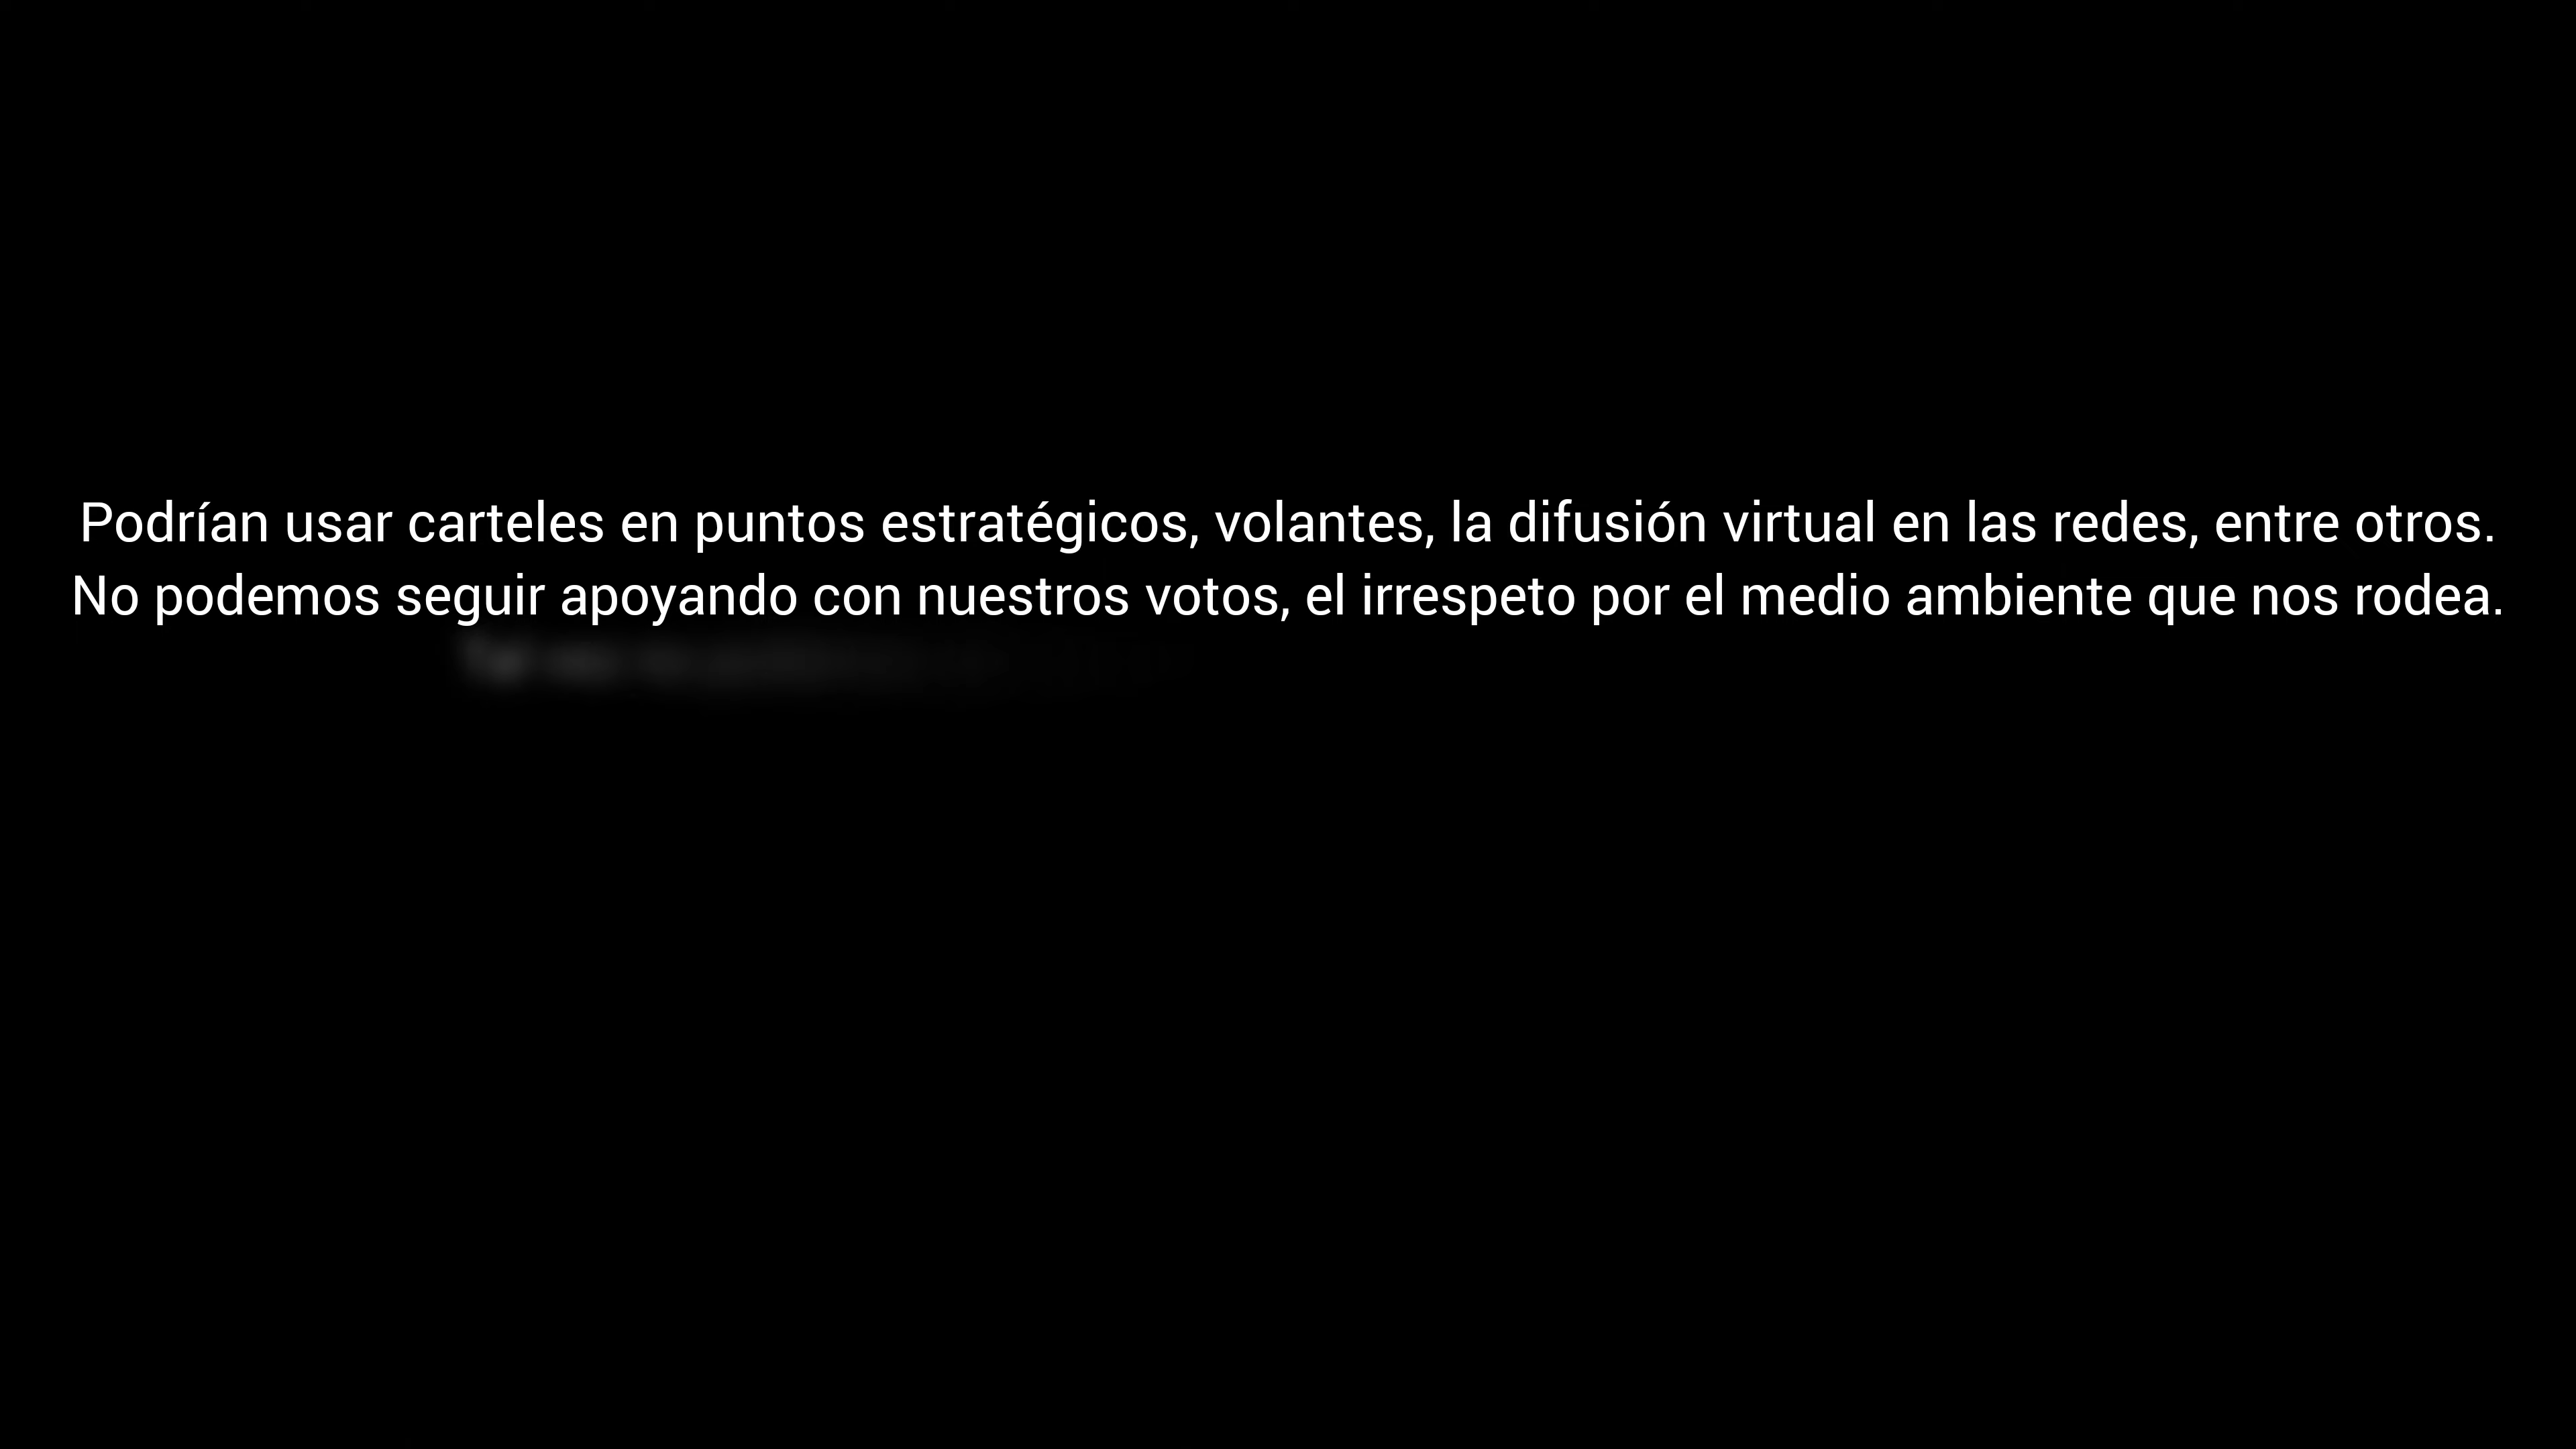 Podrían usar carteles en puntos estratégicos, volantes, la difusión virtual en las redes, entre otros.
No podemos seguir apoyando con nuestros votos, el irrespeto por el medio ambiente que nos rodea.